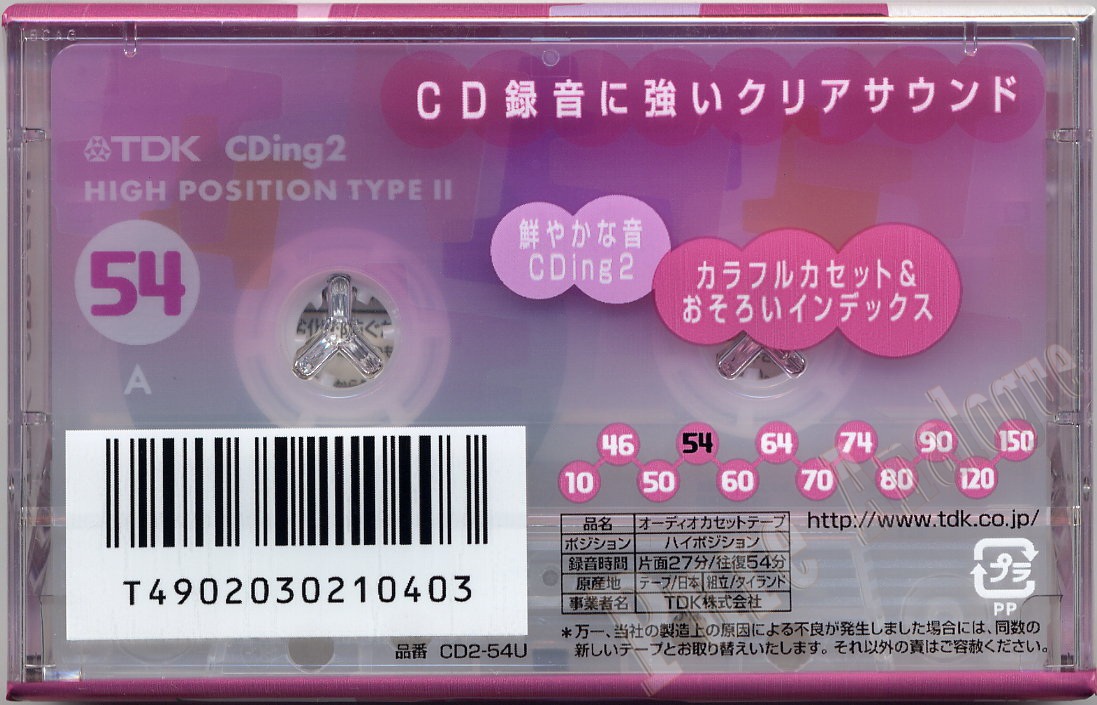 CD録音に強いクリアサウンド
TDK CDing2
HIGH POSITION TYPE II
54
鮮やかな音
CDing2
カラフルカセット&
おそろいインデックス
A
46 54 64 74 90 150
10 50 60 70 80 120
T4902030210403
品番 CD2-54U
品名 オーディオカセットテープ
ポジション ハイポジション
録音時間 片面27分/往復54分
原産地 テープ/日本 組立/タイランド
事業者名 TDK株式会社
http://www.tdk.co.jp/
プラ
PP
*万一、当社の製造上の原因による不良が発生しました場合には、同数の
新しいテープとお取り替えいたします。それ以外の責はご容赦ください。